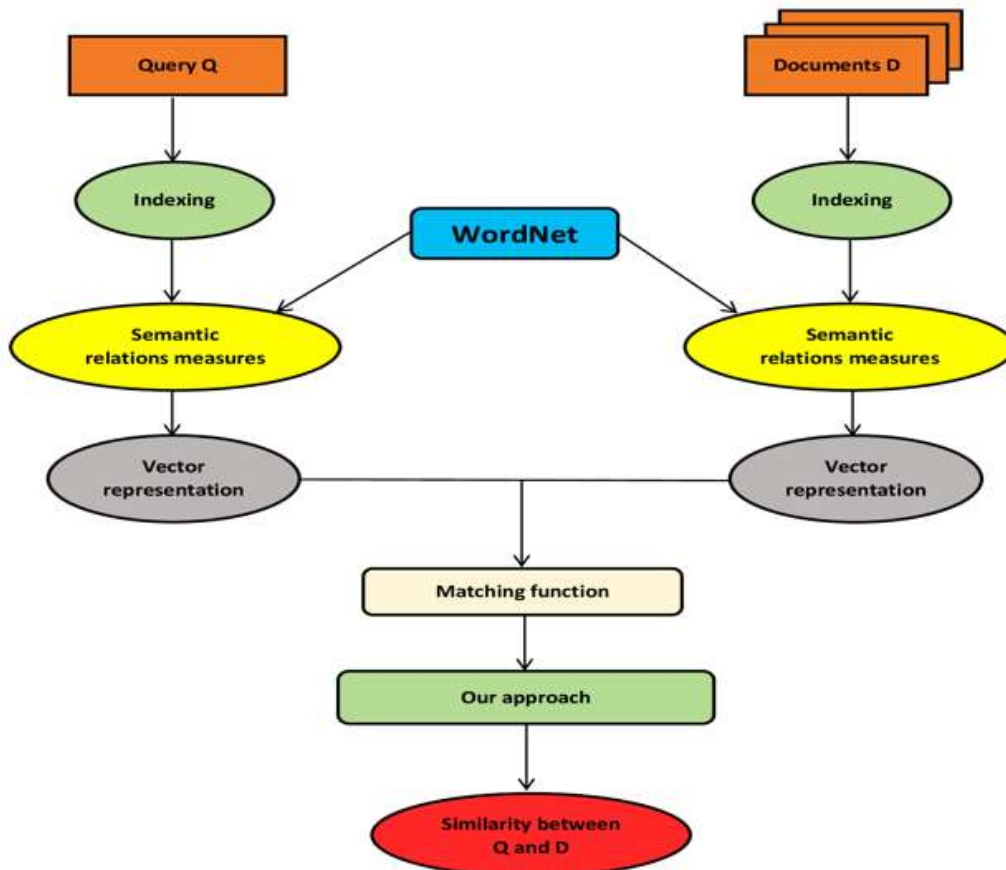 Query Q
Documents D
Indexing
Indexing
WordNet
Semantic
relations measures
Semantic
relations measures
Vector
representation
Vector
representation
Matching function
Our approach
Similarity between
Q and D